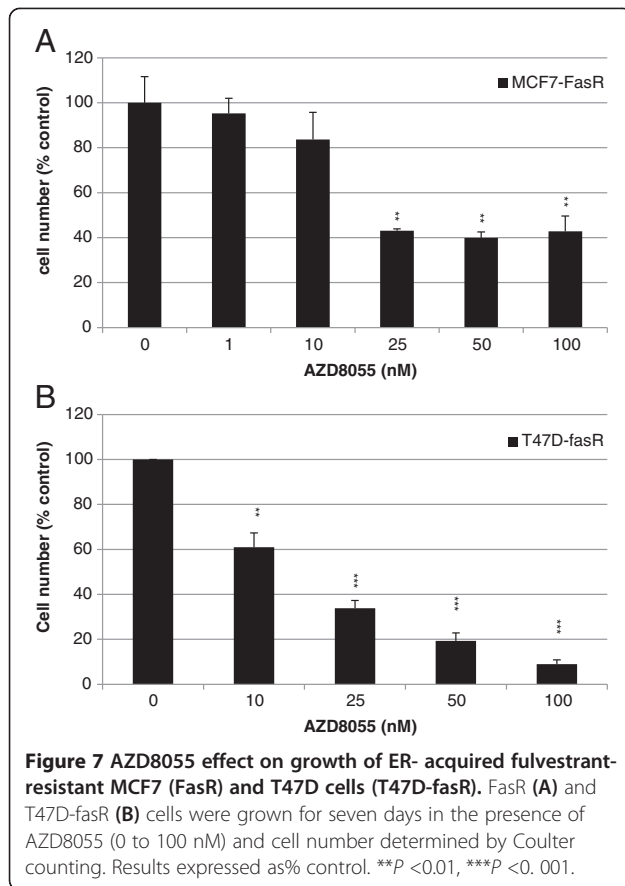 A
120
■ MCF7-FasR
100
80
60
40
20
0
cell number (% control)
** ** **
0 1 10 25 50 100
AZD8055 (nM)
B
120
■ T47D-fasR
100
80
60
40
20
0
Cell number (% control)
** *** *** ***
0 10 25 50 100
AZD8055 (nM)
Figure 7 AZD8055 effect on growth of ER- acquired fulvestrant-
resistant MCF7 (FasR) and T47D cells (T47D-fasR). FasR (A) and
T47D-fasR (B) cells were grown for seven days in the presence of
AZD8055 (0 to 100 nM) and cell number determined by Coulter
counting. Results expressed as% control. **P <0.01, ***P <0. 001.